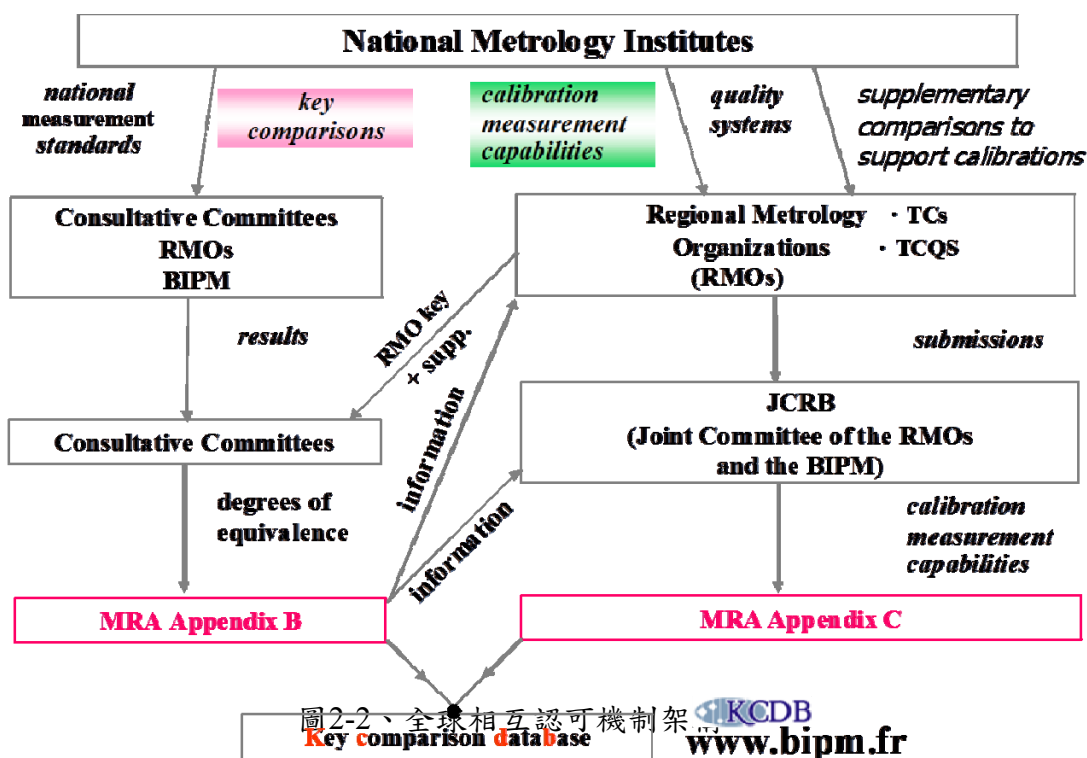 National Metrology Institutes
national
measurement
standards
key
comparisons
calibration
measurement
capabilities
quality
systems
supplementary
comparisons to
support calibrations
Consultative Committees
RMOs
BIPM
Regional Metrology · TCs
Organizations · TCQS
(RMOs)
results
RMO key
+ supp.
submissions
Consultative Committees
information
JCRB
(Joint Committee of the RMOs
and the BIPM)
degrees of
equivalence
information
calibration
measurement
capabilities
MRA Appendix B
MRA Appendix C
圖2-2、全球相互認可機制架
KCDB
Key comparison database
www.bipm.fr